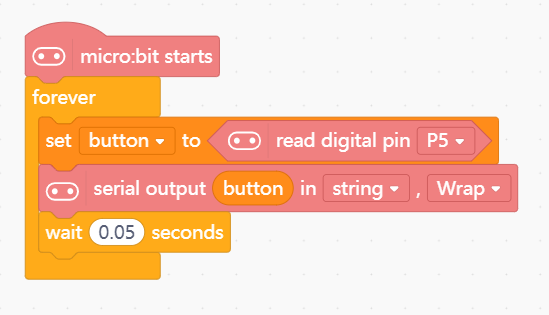 micro:bit starts
forever
set button to read digital pin P5
serial output button in string , Wrap
wait 0.05 seconds